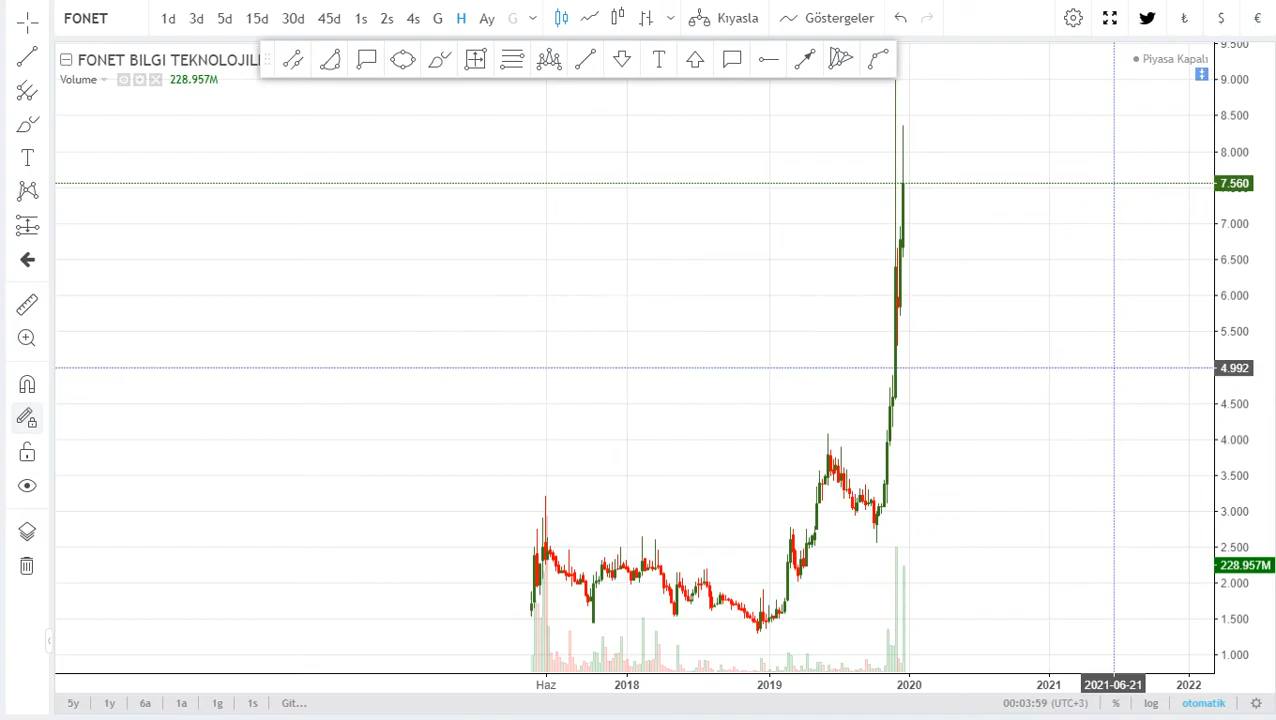 FONET 1d 3d 5d 15d 30d 45d 1s 2s 4s G H Ay G Kıyasla Göstergeler ₺ $ €
FONET BILGI TEKNOLOJILE
Piyasa Kapalı
Volume 228.957M
9.500
9.000
8.500
8.000
7.560
7.000
6.500
6.000
5.500
4.992
4.500
4.000
3.500
3.000
2.500
228.957M
2.000
1.500
1.000
Haz 2018 2019 2020 2021 2021-06-21 2022
5y 1y 6a 1a 1g 1s Git... 00:03:59 (UTC+3) % log otomatik